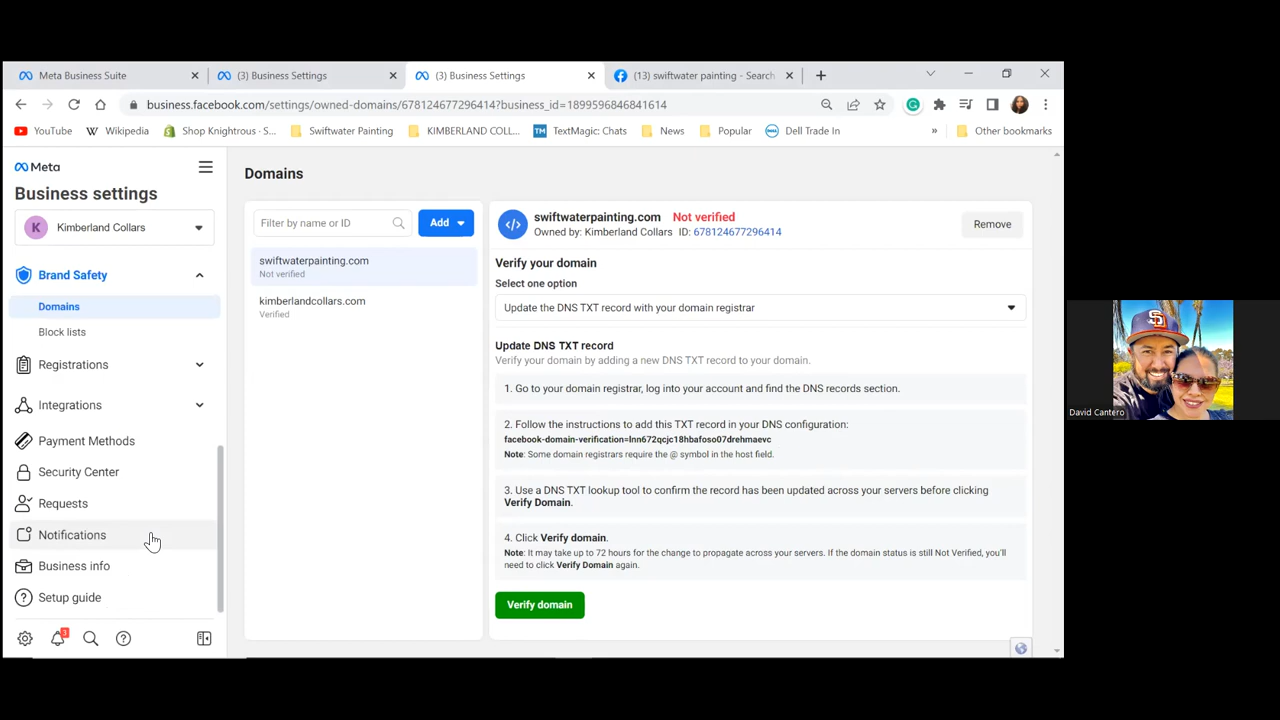 Meta Business Suite
(3) Business Settings
(3) Business Settings
(13) swiftwater painting - Search
business.facebook.com/settings/owned-domains/678124677296414?business_id=1899596846841614
YouTube
Wikipedia
Shop Knightrous - S...
Swiftwater Painting
KIMBERLAND COLL...
TM
TextMagic: Chats
News
Popular
Dell Trade In
»
Other bookmarks
Meta
Business settings
K
Kimberland Collars
Brand Safety
Domains
Block lists
Registrations
Integrations
Payment Methods
Security Center
Requests
Notifications
Business info
Setup guide
3
Domains
Filter by name or ID
Add
swiftwaterpainting.com
Not verified
kimberlandcollars.com
Verified
swiftwaterpainting.com Not verified
Owned by: Kimberland Collars ID: 678124677296414
Remove
Verify your domain
Select one option
Update the DNS TXT record with your domain registrar
Update DNS TXT record
Verify your domain by adding a new DNS TXT record to your domain.
1. Go to your domain registrar, log into your account and find the DNS records section.
2. Follow the instructions to add this TXT record in your DNS configuration:
facebook-domain-verification=lnn672qcjc18hbafoso07drehmaevc
Note: Some domain registrars require the @ symbol in the host field.
3. Use a DNS TXT lookup tool to confirm the record has been updated across your servers before clicking
Verify Domain.
4. Click Verify domain.
Note: It may take up to 72 hours for the change to propagate across your servers. If the domain status is still Not Verified, you'll
need to click Verify Domain again.
Verify domain
David Cantero